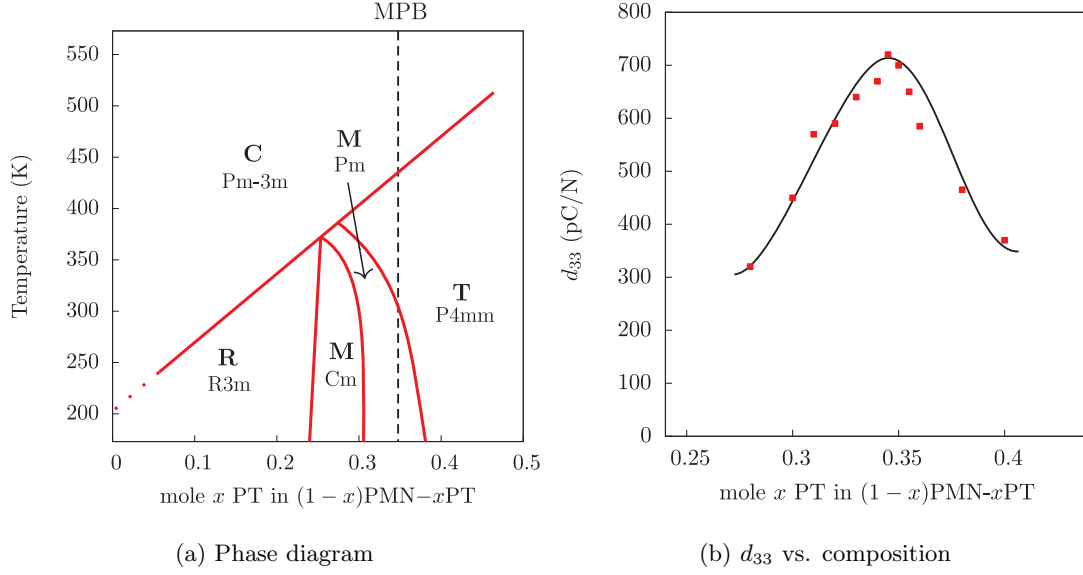 MPB
Temperature (K)
500
450
400
350
300
250
200
C
Pm-3m
M
Pm
T
P4mm
R
R3m
M
Cm
0
0.1
0.2
0.3
0.4
0.5
mole x PT in (1 − x)PMN−xPT
(a) Phase diagram
d₃₃ (pC/N)
800
700
600
500
400
300
200
100
0
0.25
0.3
0.35
0.4
mole x PT in (1 − x)PMN-xPT
(b) d₃₃ vs. composition